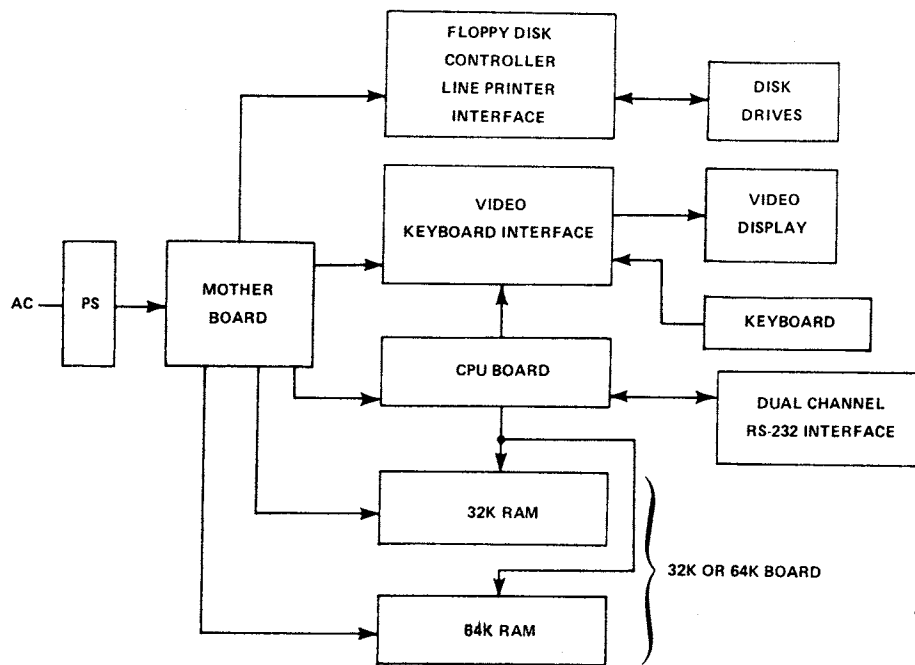 FLOPPY DISK
CONTROLLER
LINE PRINTER
INTERFACE
DISK
DRIVES
VIDEO
KEYBOARD INTERFACE
VIDEO
DISPLAY
AC
PS
MOTHER
BOARD
KEYBOARD
CPU BOARD
DUAL CHANNEL
RS-232 INTERFACE
32K RAM
32K OR 64K BOARD
64K RAM